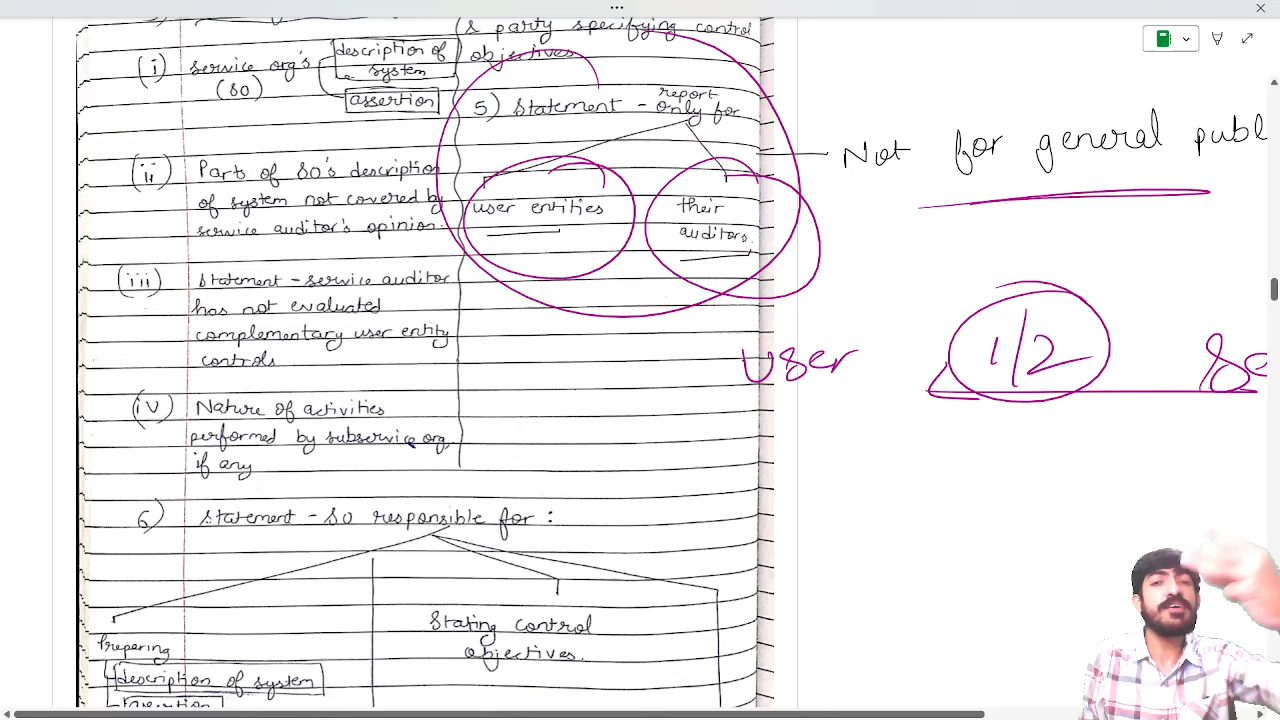 & party specifying control
objectives
(i) service org's description of
system
(SO)
assertion
5) Statement - report
only for
user entities
their
auditors.
(ii) Parts of SO's description
of system not covered by
service auditor's opinion.
(iii) Statement - service auditor
has not evaluated
complementary user entity
controls
(iv) Nature of activities
performed by subservice org,
if any
6) Statement - SO responsible for :
Preparing
description of system
Stating control
objectives.
Not for general publ
User 1/2 Se